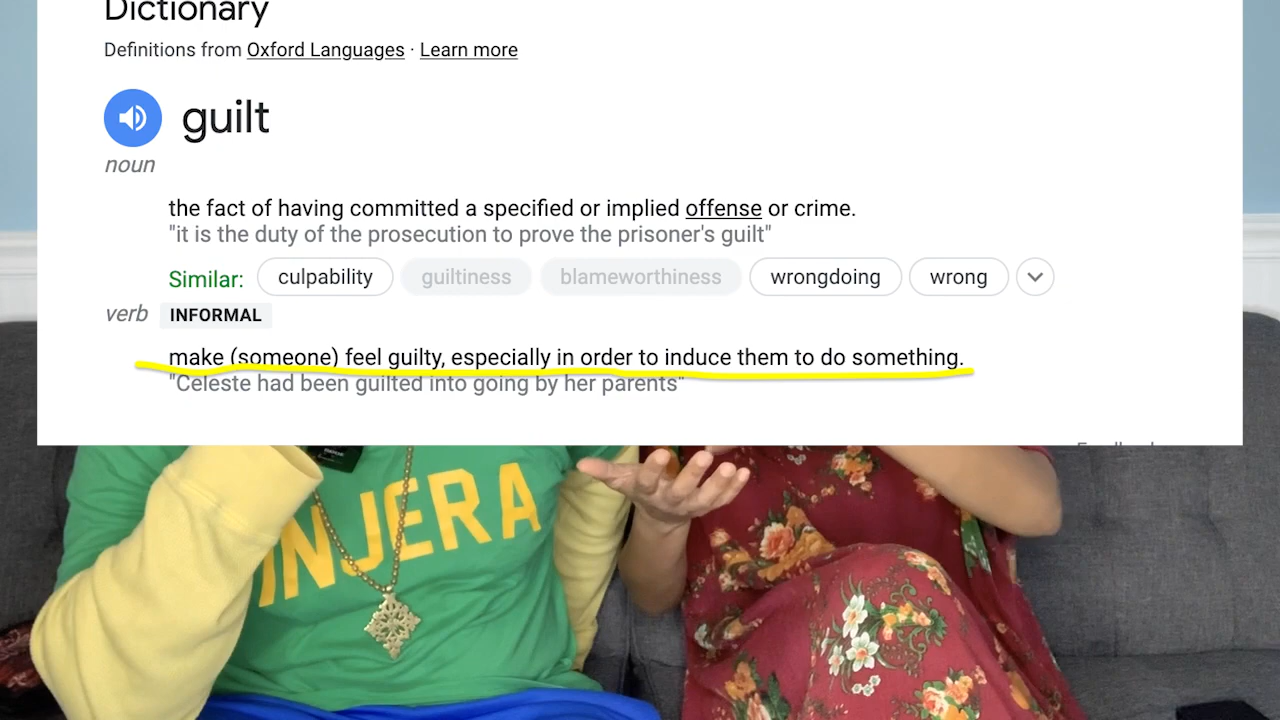 Dictionary
Definitions from Oxford Languages · Learn more
guilt
noun
the fact of having committed a specified or implied offense or crime.
"it is the duty of the prosecution to prove the prisoner's guilt"
Similar: culpability guiltiness blameworthiness wrongdoing wrong
verb INFORMAL
make (someone) feel guilty, especially in order to induce them to do something.
"Celeste had been guilted into going by her parents"
INJERA